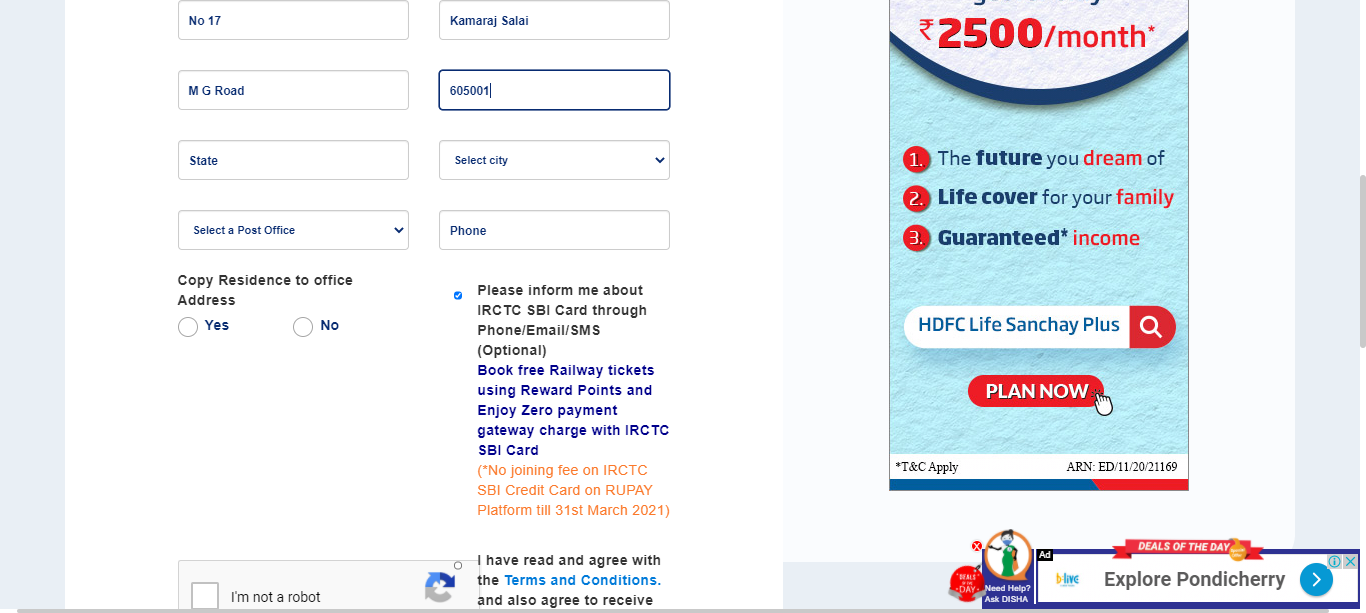 No 17
Kamaraj Salai
M G Road
605001
State
Select city
Select a Post Office
Phone
Copy Residence to office
Address
Yes
No
Please inform me about
IRCTC SBI Card through
Phone/Email/SMS
(Optional)
Book free Railway tickets
using Reward Points and
Enjoy Zero payment
gateway charge with IRCTC
SBI Card
(*No joining fee on IRCTC
SBI Credit Card on RUPAY
Platform till 31st March 2021)
I have read and agree with
the Terms and Conditions.
and also agree to receive
I'm not a robot
₹2500/month*
1. The future you dream of
2. Life cover for your family
3. Guaranteed* income
HDFC Life Sanchay Plus
PLAN NOW
*T&C Apply
ARN: ED/11/20/21169
DEALS OF THE DAY
Need Help?
Ask DISHA
Ad
DEALS OF THE DAY
b·live
Explore Pondicherry